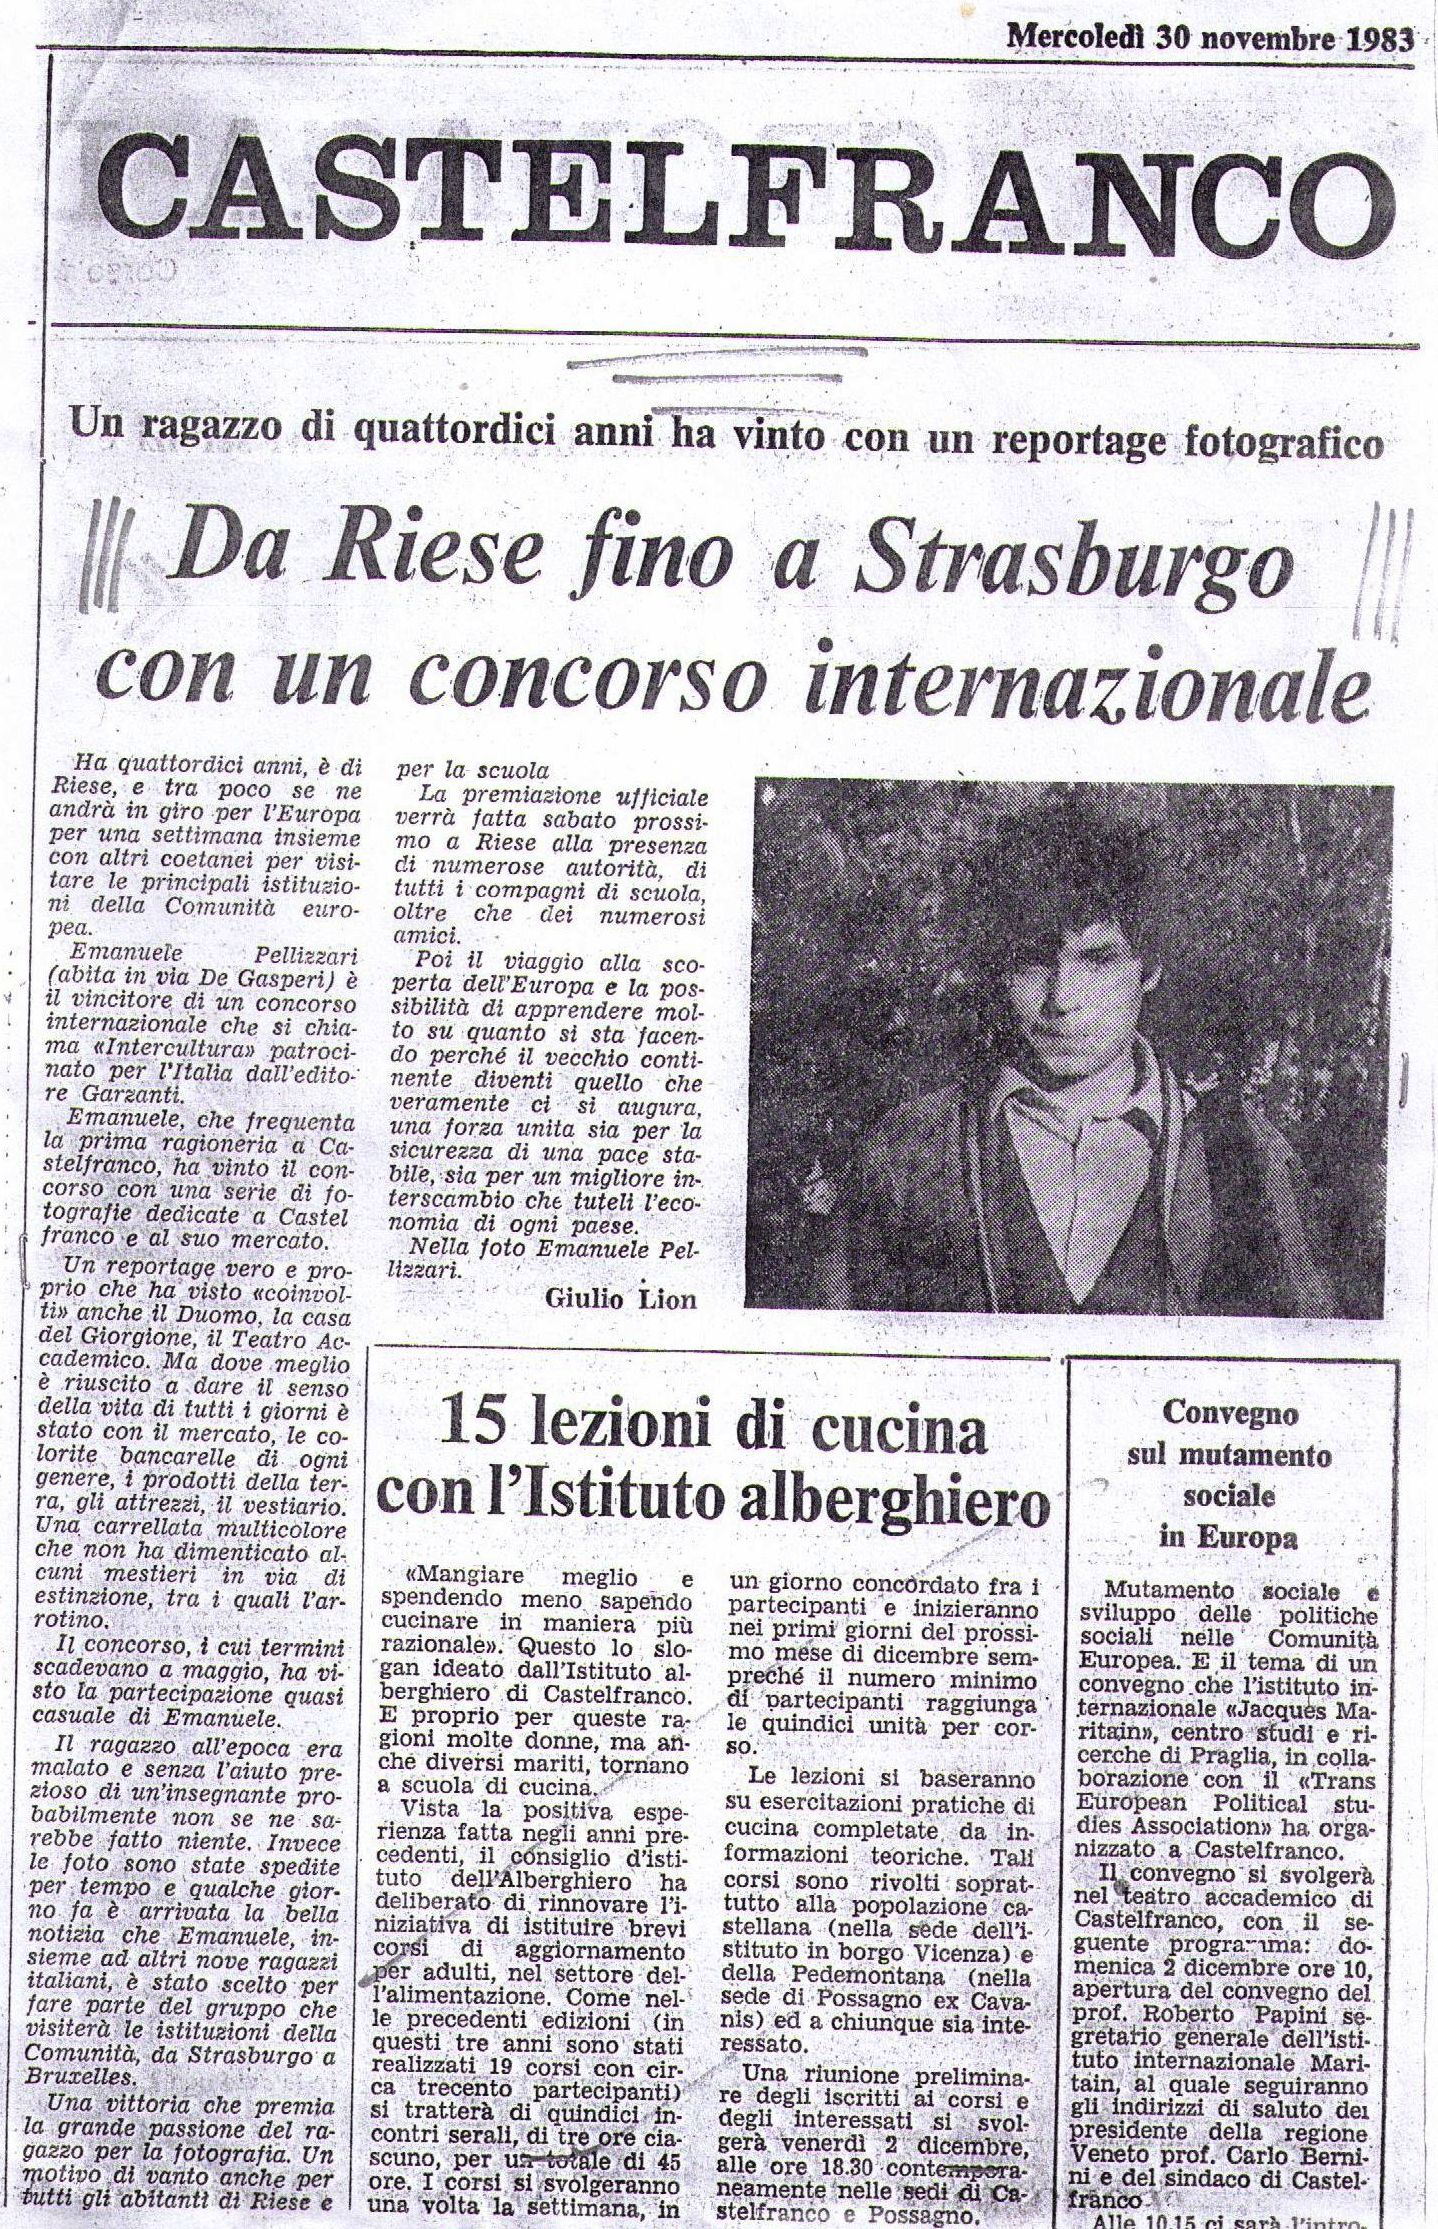 Mercoledì 30 novembre 1983
CASTELFRANCO
Un ragazzo di quattordici anni ha vinto con un reportage fotografico
Da Riese fino a Strasburgo
con un concorso internazionale
Ha quattordici anni, è di
Riese, e tra poco se ne
andrà in giro per l'Europa
per una settimana insieme
con altri coetanei per visi-
tare le principali istituzio-
ni della Comunità euro-
pea.
Emanuele Pellizzari
(abita in via De Gasperi) è
il vincitore di un concorso
internazionale che si chia-
ma «Intercultura» patroci-
nato per l'Italia dall'edito-
re Garzanti.
Emanuele, che frequenta
la prima ragioneria a Ca-
stelfranco, ha vinto il con-
corso con una serie di fo-
tografie dedicate a Castel
franco e al suo mercato.
Un reportage vero e pro-
prio che ha visto «coinvol-
ti» anche il Duomo, la casa
del Giorgione, il Teatro Ac-
cademico. Ma dove meglio
è riuscito a dare il senso
della vita di tutti i giorni è
stato con il mercato, le co-
lorite bancarelle di ogni
genere, i prodotti della ter-
ra, gli attrezzi, il vestiario.
Una carrellata multicolore
che non ha dimenticato al-
cuni mestieri in via di
estinzione, tra i quali l'ar-
rotino.
Il concorso, i cui termini
scadevano a maggio, ha vi-
sto la partecipazione quasi
casuale di Emanuele.
Il ragazzo all'epoca era
malato e senza l'aiuto pre-
zioso di un'insegnante pro-
babilmente non se ne sa-
rebbe fatto niente. Invece
le foto sono state spedite
per tempo e qualche gior-
no fa è arrivata la bella
notizia che Emanuele, in-
sieme ad altri nove ragazzi
italiani, è stato scelto per
fare parte del gruppo che
visiterà le istituzioni della
Comunità, da Strasburgo a
Bruxelles.
Una vittoria che premia
la grande passione del ra-
gazzo per la fotografia. Un
motivo di vanto anche per
tutti gli abitanti di Riese e
per la scuola
La premiazione ufficiale
verrà fatta sabato prossi-
mo a Riese alla presenza
di numerose autorità, di
tutti i compagni di scuola,
oltre che dei numerosi
amici.
Poi il viaggio alla sco-
perta dell'Europa e la pos-
sibilità di apprendere mol-
to su quanto si sta facen-
do perché il vecchio conti-
nente diventi quello che
veramente ci si augura,
una forza unita sia per la
sicurezza di una pace sta-
bile, sia per un migliore in-
terscambio che tuteli l'eco-
nomia di ogni paese.
Nella foto Emanuele Pel-
lizzari.
Giulio Lion
15 lezioni di cucina
con l'Istituto alberghiero
«Mangiare meglio e
spendendo meno sapendo
cucinare in maniera più
razionale». Questo lo slo-
gan ideato dall'Istituto al-
berghiero di Castelfranco.
E proprio per queste ra-
gioni molte donne, ma an-
che diversi mariti, tornano
a scuola di cucina.
Vista la positiva espe-
rienza fatta negli anni pre-
cedenti, il consiglio d'isti-
tuto dell'Alberghiero ha
deliberato di rinnovare l'i-
niziativa di istituire brevi
corsi di aggiornamento
per adulti, nel settore del-
l'alimentazione. Come nel-
le precedenti edizioni (in
questi tre anni sono stati
realizzati 19 corsi con cir-
ca trecento partecipanti)
si tratterà di quindici in-
contri serali, di tre ore cia-
scuno, per un totale di 45
ore. I corsi si svolgeranno
una volta la settimana, in
un giorno concordato fra i
partecipanti e inizieranno
nei primi giorni del prossi-
mo mese di dicembre sem-
preché il numero minimo
di partecipanti raggiunga
le quindici unità per cor-
so.
Le lezioni si baseranno
su esercitazioni pratiche di
cucina completate da in-
formazioni teoriche. Tali
corsi sono rivolti soprat-
tutto alla popolazione ca-
stellana (nella sede dell'i-
stituto in borgo Vicenza) e
della Pedemontana (nella
sede di Possagno ex Cava-
nis) ed a chiunque sia inte-
ressato.
Una riunione prelimina-
re degli iscritti ai corsi e
degli interessati si svol-
gerà venerdì 2 dicembre,
alle ore 18.30 contempora-
neamente nelle sedi di Ca-
stelfranco e Possagno.
Convegno
sul mutamento
sociale
in Europa
Mutamento sociale e
sviluppo delle politiche
sociali nelle Comunità
Europea. E il tema di un
convegno che l'istituto in-
ternazionale «Jacques Ma-
ritain», centro studi e ri-
cerche di Praglia, in colla-
borazione con il «Trans
European Political stu-
dies Association» ha orga-
nizzato a Castelfranco.
Il convegno si svolgerà
nel teatro accademico di
Castelfranco, con il se-
guente programma: do-
menica 2 dicembre ore 10,
apertura del convegno del
prof. Roberto Papini se-
gretario generale dell'isti-
tuto internazionale Mari-
tain, al quale seguiranno
gli indirizzi di saluto dei
presidente della regione
Veneto prof. Carlo Berni-
ni e del sindaco di Castel-
franco
Alle 10.15 ci sarà l'intro-